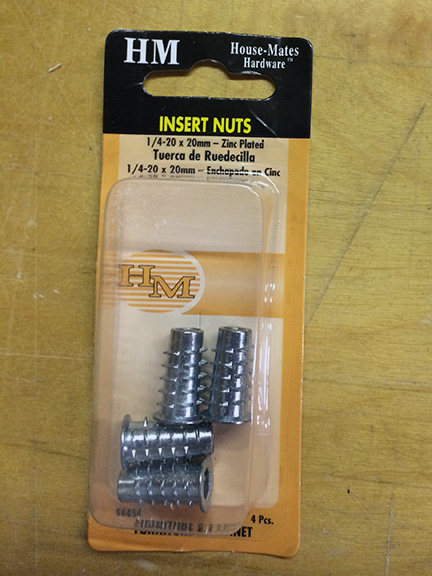 HM
House-Mates
Hardware™
INSERT NUTS
1/4-20 x 20mm – Zinc Plated
Tuerca de Ruedecilla
1/4-20 x 20mm – Enchapado en Cinc
HM
4 Pcs.